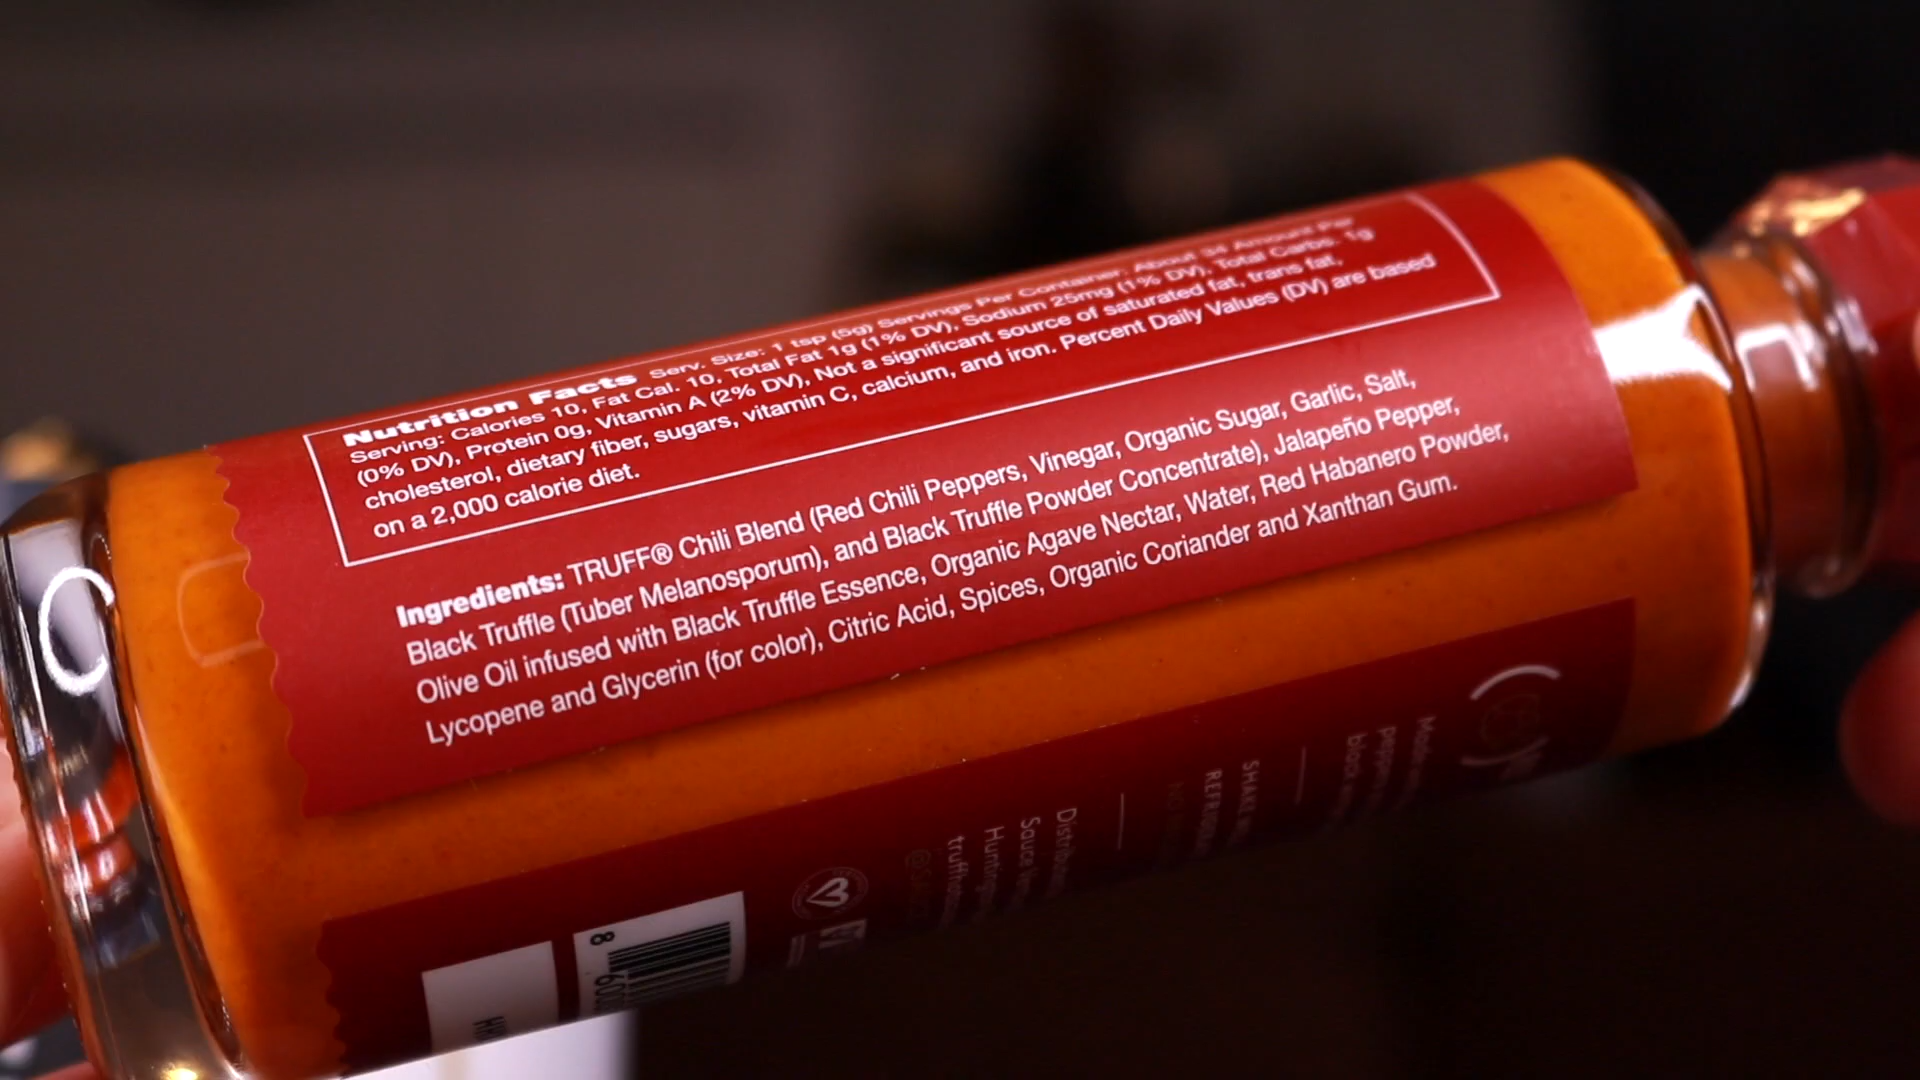 Nutrition Facts Serv. Size: 1 tsp (5g) Servings Per Container: About 34 Amount Per
Serving: Calories 10, Fat Cal. 10, Total Fat 1g (1% DV), Sodium 25mg (1% DV), Total Carbs. 1g
(0% DV), Protein 0g, Vitamin A (2% DV), Not a significant source of saturated fat, trans fat,
cholesterol, dietary fiber, sugars, vitamin C, calcium, and iron. Percent Daily Values (DV) are based
on a 2,000 calorie diet.
Ingredients: TRUFF® Chili Blend (Red Chili Peppers, Vinegar, Organic Sugar, Garlic, Salt,
Black Truffle (Tuber Melanosporum), and Black Truffle Powder Concentrate), Jalapeño Pepper,
Olive Oil infused with Black Truffle Essence, Organic Agave Nectar, Water, Red Habanero Powder,
Lycopene and Glycerin (for color), Citric Acid, Spices, Organic Coriander and Xanthan Gum.
SHAKE
Sauce
8